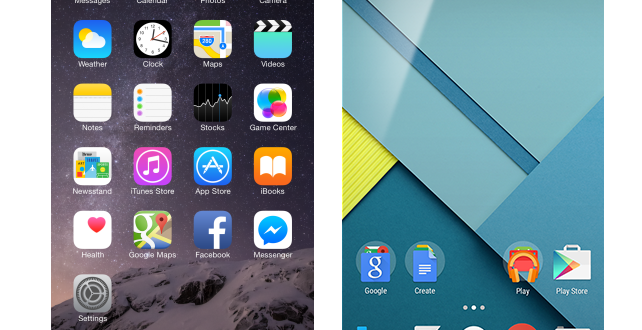 Messages Calendar Photos Camera
Weather Clock Maps Videos
280
Notes Reminders Stocks Game Center
Newsstand iTunes Store App Store iBooks
Health Google Maps Facebook Messenger
Settings
Google Create Play Play Store